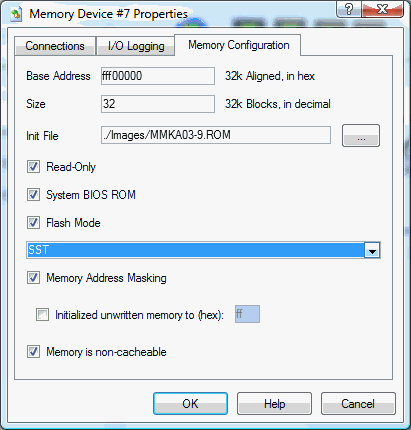 Memory Device #7 Properties
Connections I/O Logging Memory Configuration
Base Address fff00000 32k Aligned, in hex
Size 32 32k Blocks, in decimal
Init File ./Images/MMKA03-9.ROM ...
Read-Only
System BIOS ROM
Flash Mode
SST
Memory Address Masking
Initialized unwritten memory to (hex): ff
Memory is non-cacheable
OK Help Cancel